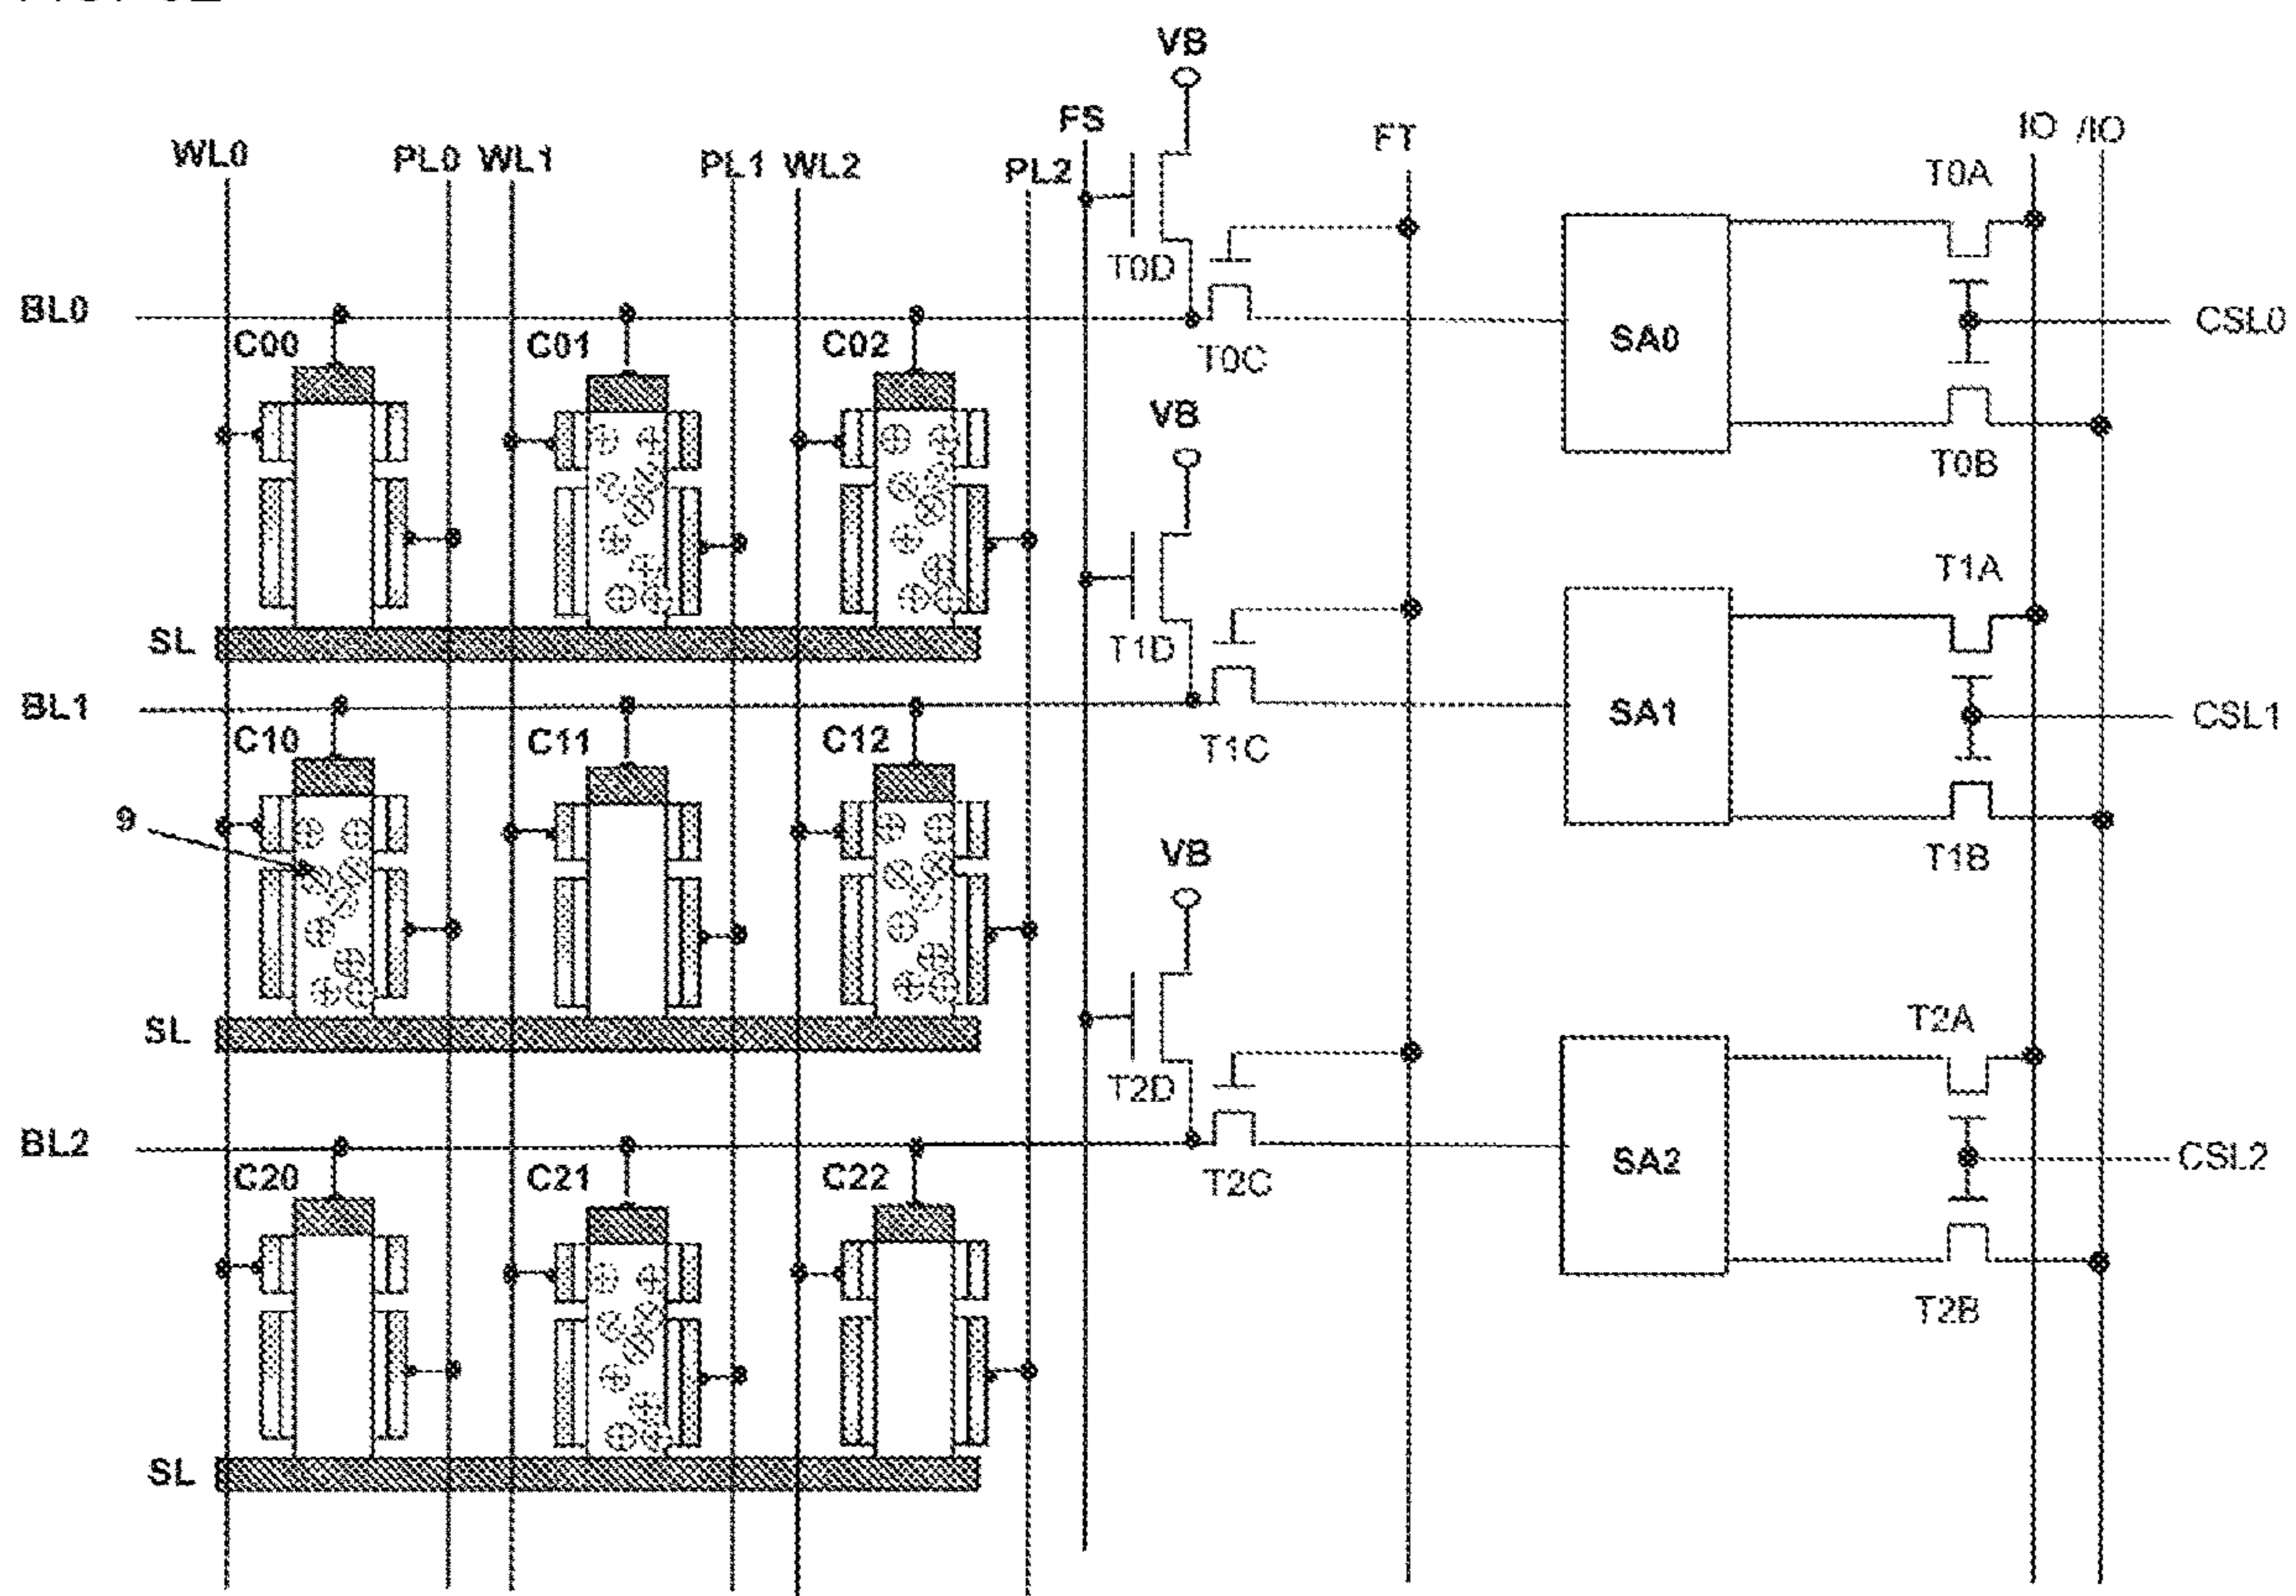 VB
FS
FT
IO /IO
WL0 PL0 WL1 PL1 WL2 PL2
T0A
T0D
BL0
CSL0
C00 C01 C02
T0C
SA0
VB
T0B
T1A
SL
T1D
BL1
SA1
CSL1
C10 C11 C12
T1C
9
VB
T1B
SL
T2A
T2D
BL2
SA2
CSL2
C20 C21 C22
T2C
T2B
SL